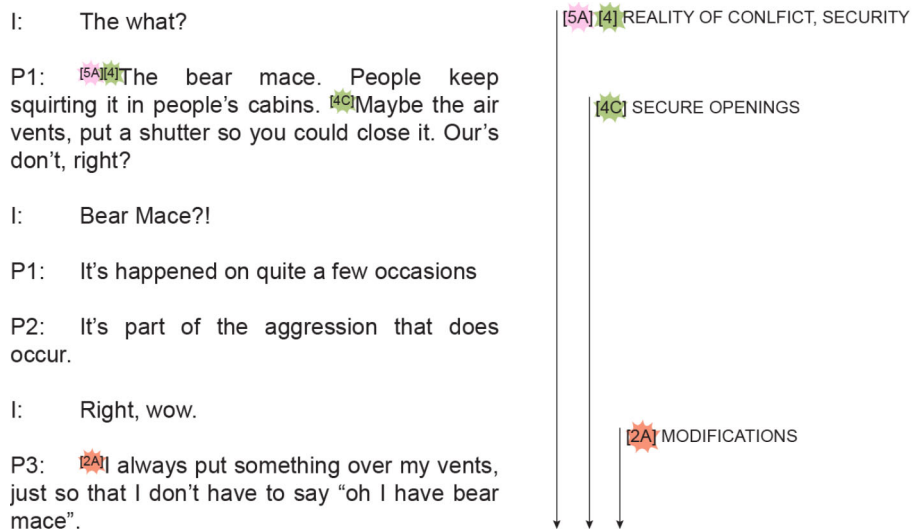 I: The what?
[5A] [4] REALITY OF CONLFICT, SECURITY
P1: [5A][4]The bear mace. People keep
squirting it in people's cabins. [4C]Maybe the air
[4C] SECURE OPENINGS
vents, put a shutter so you could close it. Our's
don't, right?
I: Bear Mace?!
P1: It's happened on quite a few occasions
P2: It's part of the aggression that does
occur.
I: Right, wow.
[2A] MODIFICATIONS
P3: [2A]I always put something over my vents,
just so that I don't have to say “oh I have bear
mace”.